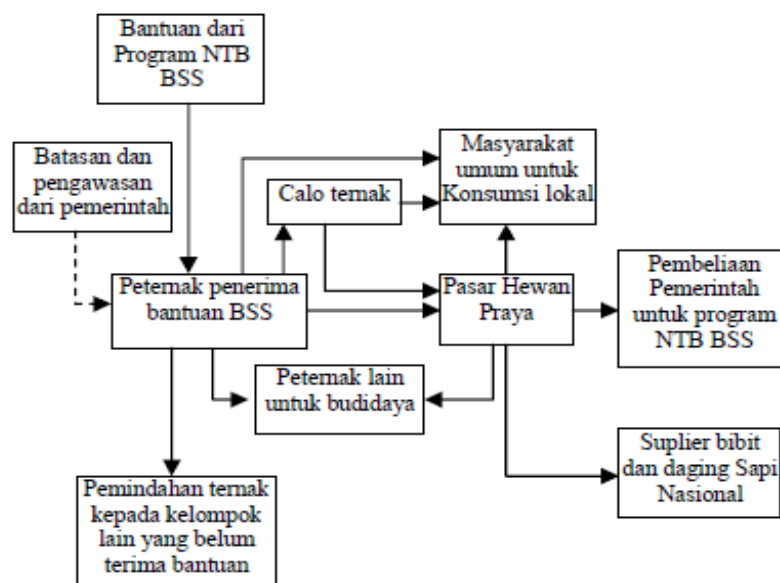 Bantuan dari
Program NTB
BSS
Batasan dan
pengawasan
dari pemerintah
Masyarakat
umum untuk
Konsumsi lokal
Calo ternak
Peternak penerima
bantuan BSS
Pasar Hewan
Praya
Pembeliaan
Pemerintah
untuk program
NTB BSS
Peternak lain
untuk budidaya
Suplier bibit
dan daging Sapi
Nasional
Pemindahan ternak
kepada kelompok
lain yang belum
terima bantuan